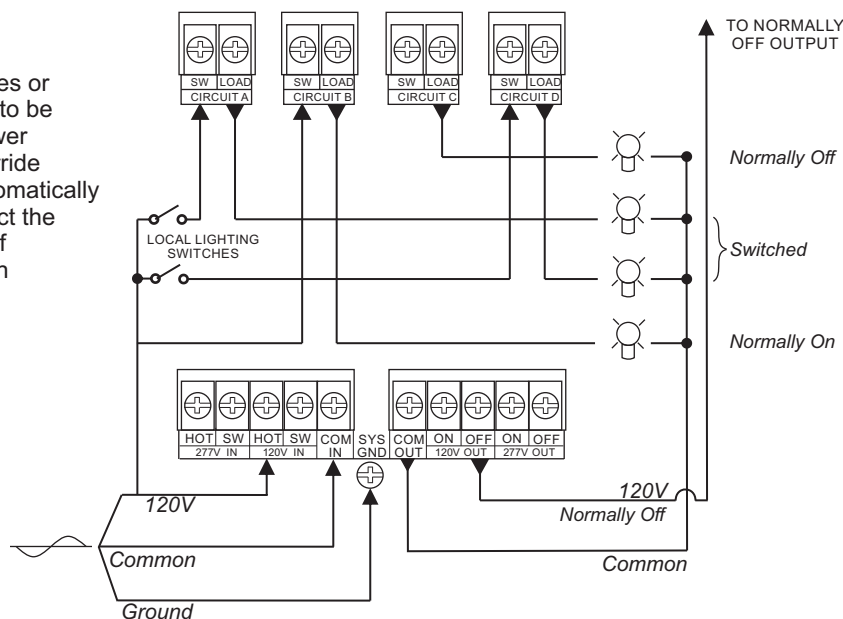 TO NORMALLY
OFF OUTPUT
es or
to be
wer
rride
omatically
ct the
f
n
SW LOAD
CIRCUIT A
SW LOAD
CIRCUIT B
SW LOAD
CIRCUIT C
SW LOAD
CIRCUIT D
Normally Off
LOCAL LIGHTING
SWITCHES
Switched
Normally On
HOT SW HOT SW COM
277V IN 120V IN IN
SYS
GND
COM ON OFF ON OFF
OUT 120V OUT 277V OUT
120V
120V
Normally Off
Common
Common
Ground